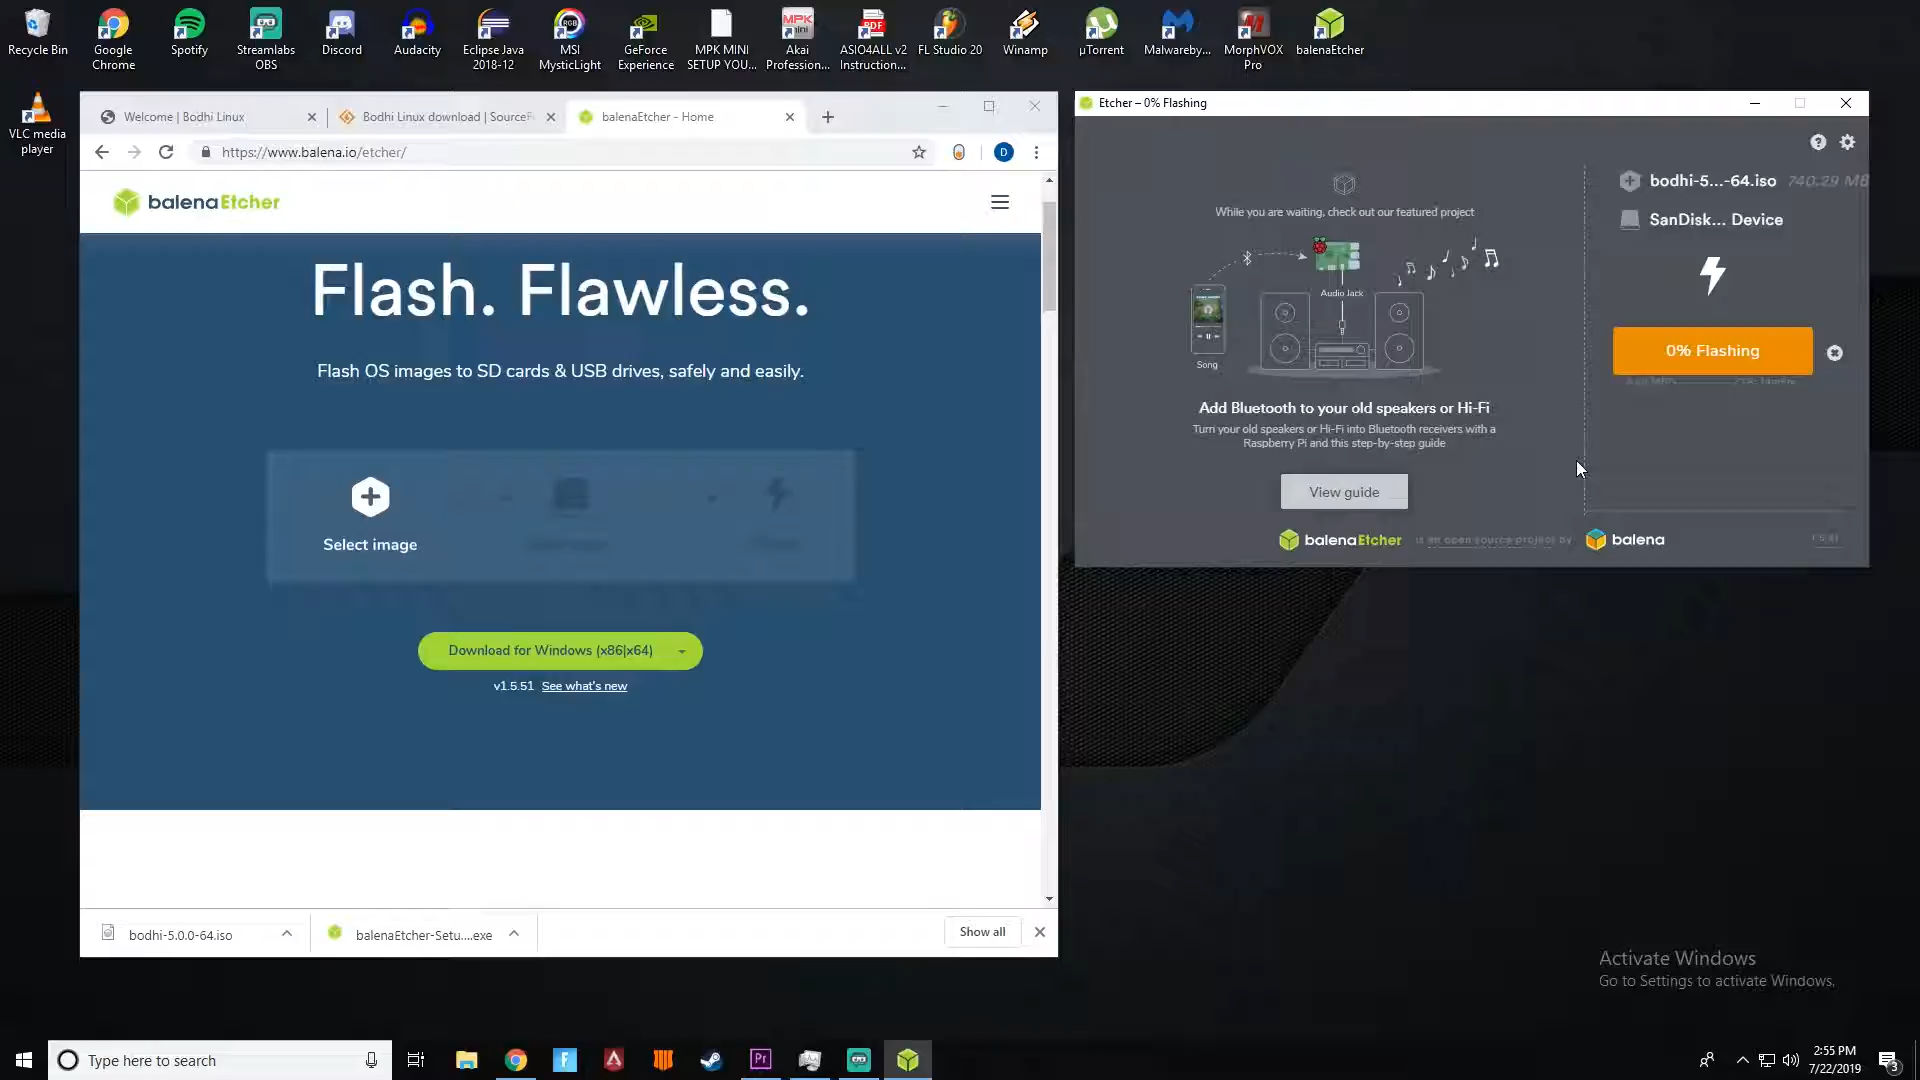 Recycle Bin
Google
Chrome
Spotify
Streamlabs
OBS
Discord
Audacity
Eclipse Java
2018-12
MSI
MysticLight
GeForce
Experience
MPK MINI
SETUP YOU...
Akai
Profession...
ASIO4ALL v2
Instruction...
FL Studio 20
Winamp
µTorrent
Malwareby...
MorphVOX
Pro
balenaEtcher
VLC media
player
Welcome | Bodhi Linux
Bodhi Linux download | SourceF
balenaEtcher - Home
https://www.balena.io/etcher/
D
balenaEtcher
Flash. Flawless.
Flash OS images to SD cards & USB drives, safely and easily.
Select image
Download for Windows (x86|x64)
v1.5.51 See what's new
bodhi-5.0.0-64.iso
balenaEtcher-Setu....exe
Show all
Etcher – 0% Flashing
While you are waiting, check out our featured project
Audio Jack
Song
Add Bluetooth to your old speakers or Hi-Fi
Turn your old speakers or Hi-Fi into Bluetooth receivers with a
Raspberry Pi and this step-by-step guide
View guide
bodhi-5...-64.iso 740.29 MB
SanDisk... Device
0% Flashing
balenaEtcher is an open source project by balena
Activate Windows
Go to Settings to activate Windows.
Type here to search
Pr
2:55 PM
7/22/2019
3